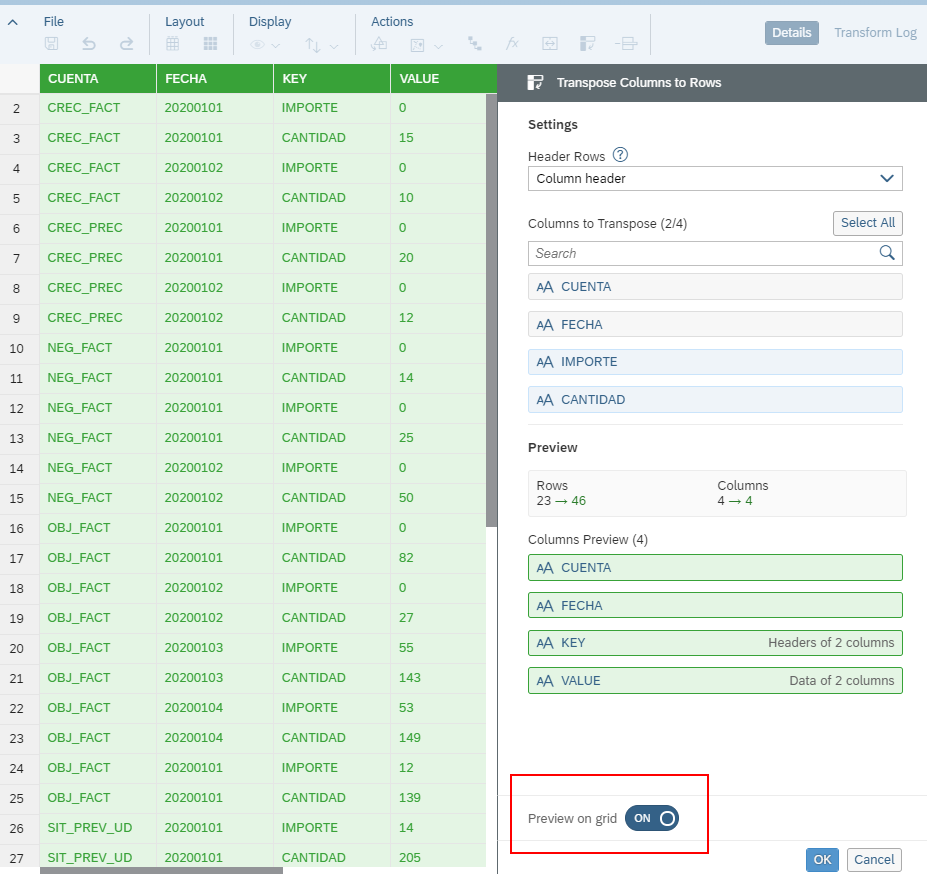 File Layout Display Actions
Details Transform Log
CUENTA FECHA KEY VALUE
2 CREC_FACT 20200101 IMPORTE 0
3 CREC_FACT 20200101 CANTIDAD 15
4 CREC_FACT 20200102 IMPORTE 0
5 CREC_FACT 20200102 CANTIDAD 10
6 CREC_PREC 20200101 IMPORTE 0
7 CREC_PREC 20200101 CANTIDAD 20
8 CREC_PREC 20200102 IMPORTE 0
9 CREC_PREC 20200102 CANTIDAD 12
10 NEG_FACT 20200101 IMPORTE 0
11 NEG_FACT 20200101 CANTIDAD 14
12 NEG_FACT 20200101 IMPORTE 0
13 NEG_FACT 20200101 CANTIDAD 25
14 NEG_FACT 20200102 IMPORTE 0
15 NEG_FACT 20200102 CANTIDAD 50
16 OBJ_FACT 20200101 IMPORTE 0
17 OBJ_FACT 20200101 CANTIDAD 82
18 OBJ_FACT 20200102 IMPORTE 0
19 OBJ_FACT 20200102 CANTIDAD 27
20 OBJ_FACT 20200103 IMPORTE 55
21 OBJ_FACT 20200103 CANTIDAD 143
22 OBJ_FACT 20200104 IMPORTE 53
23 OBJ_FACT 20200104 CANTIDAD 149
24 OBJ_FACT 20200101 IMPORTE 12
25 OBJ_FACT 20200101 CANTIDAD 139
26 SIT_PREV_UD 20200101 IMPORTE 14
27 SIT_PREV_UD 20200101 CANTIDAD 205
Transpose Columns to Rows
Settings
Header Rows ?
Column header
Columns to Transpose (2/4) Select All
Search
AA CUENTA
AA FECHA
AA IMPORTE
AA CANTIDAD
Preview
Rows Columns
23 → 46 4 → 4
Columns Preview (4)
AA CUENTA
AA FECHA
AA KEY Headers of 2 columns
AA VALUE Data of 2 columns
Preview on grid ON
OK Cancel